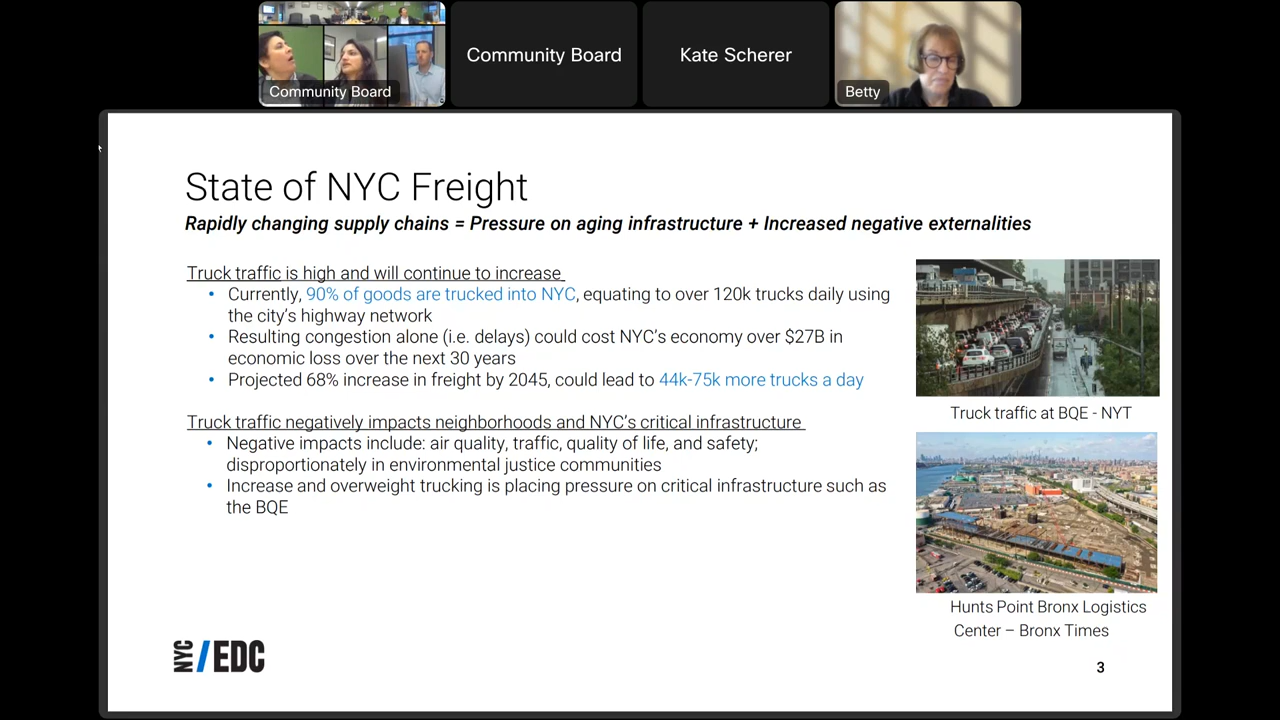 Community Board
Community Board
Kate Scherer
Betty
State of NYC Freight
Rapidly changing supply chains = Pressure on aging infrastructure + Increased negative externalities
Truck traffic is high and will continue to increase
• Currently, 90% of goods are trucked into NYC, equating to over 120k trucks daily using
the city's highway network
• Resulting congestion alone (i.e. delays) could cost NYC's economy over $27B in
economic loss over the next 30 years
• Projected 68% increase in freight by 2045, could lead to 44k-75k more trucks a day
Truck traffic negatively impacts neighborhoods and NYC's critical infrastructure
• Negative impacts include: air quality, traffic, quality of life, and safety;
disproportionately in environmental justice communities
• Increase and overweight trucking is placing pressure on critical infrastructure such as
the BQE
Truck traffic at BQE - NYT
Hunts Point Bronx Logistics
Center – Bronx Times
NYC/EDC
3